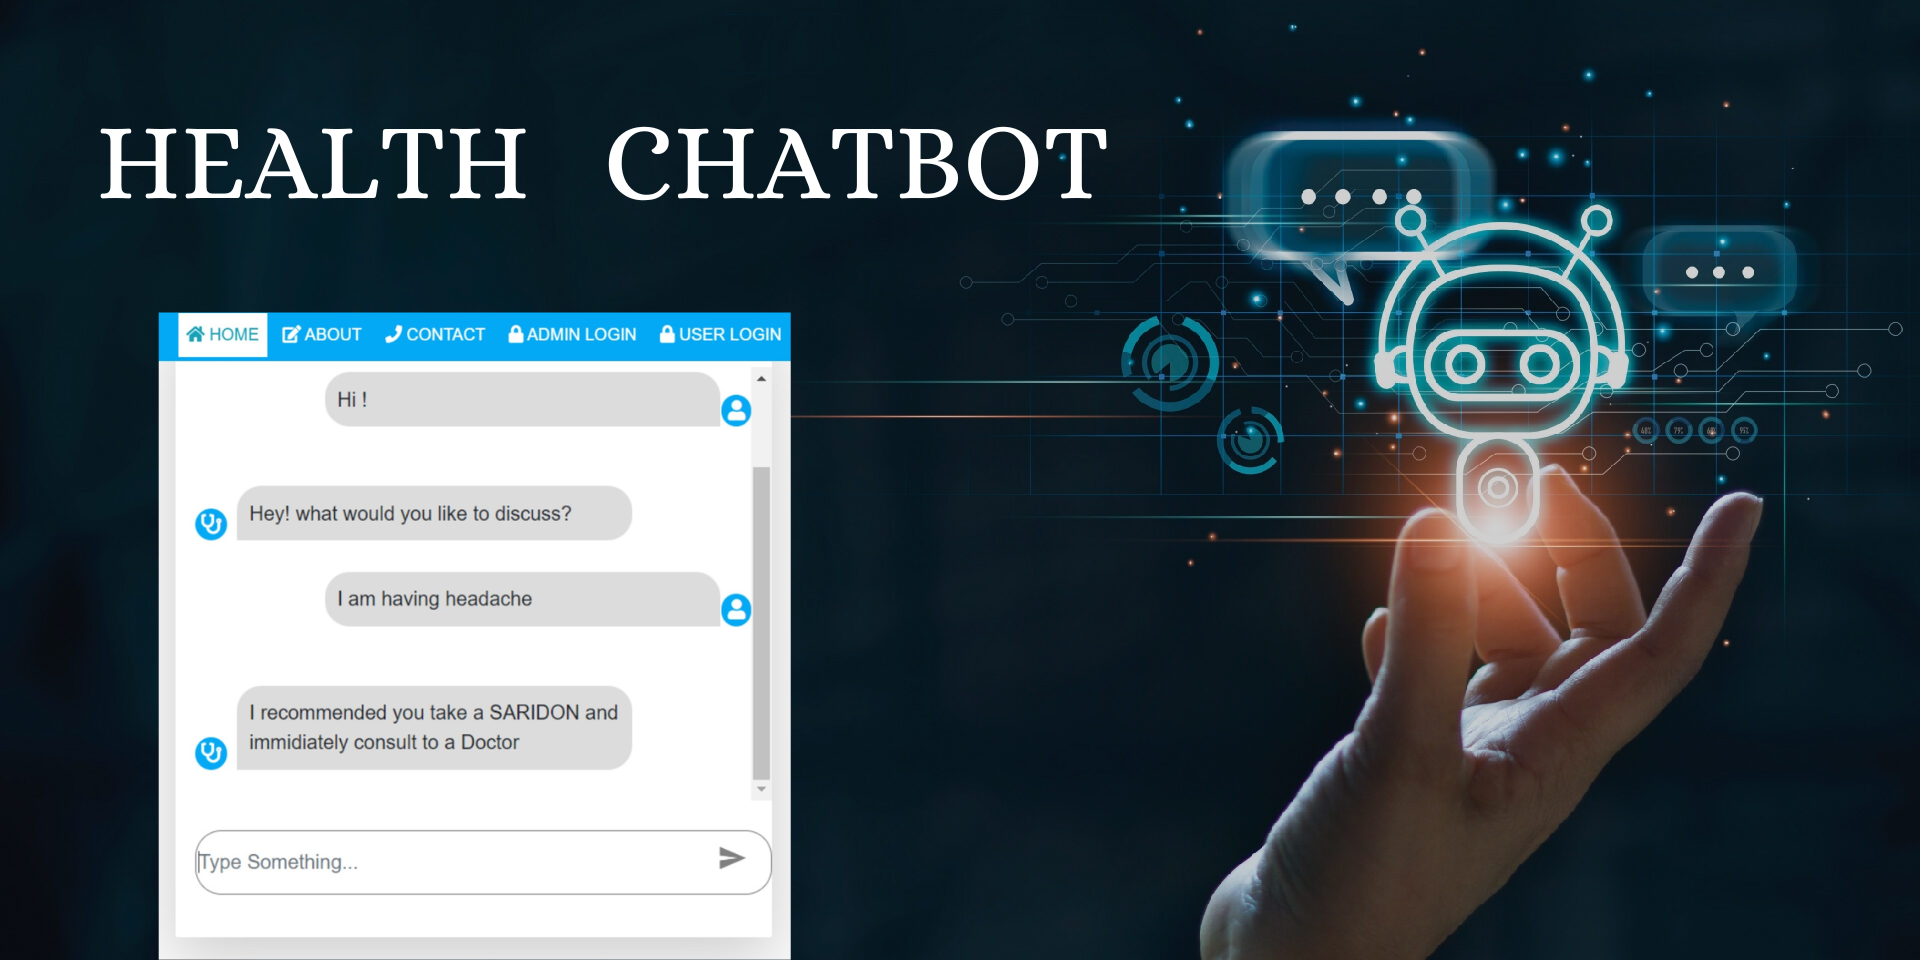 HEALTH CHATBOT
HOME ABOUT CONTACT ADMIN LOGIN USER LOGIN
Hi !
Hey! what would you like to discuss?
I am having headache
I recommended you take a SARIDON and
immidiately consult to a Doctor
Type Something...